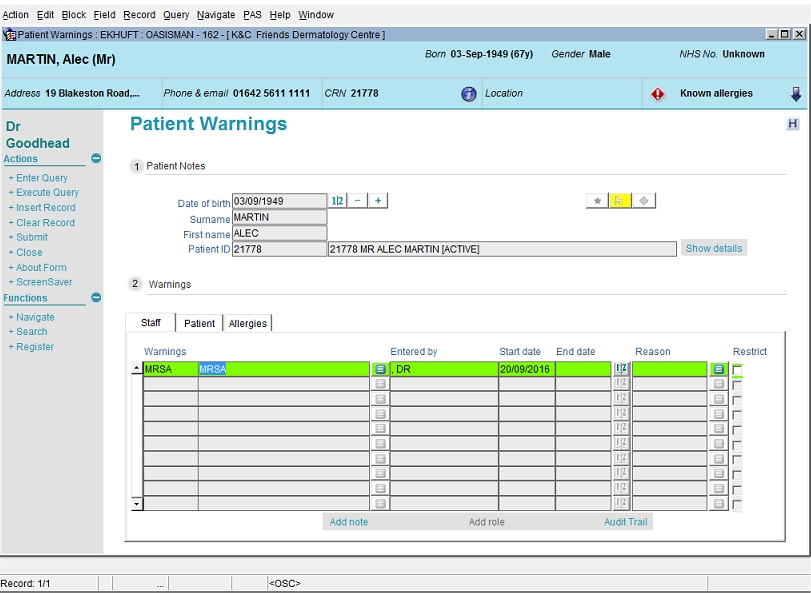 Action Edit Block Field Record Query Navigate PAS Help Window
Patient Warnings : EKHUFT : OASISMAN - 162 - [ K&C Friends Dermatology Centre ]
MARTIN, Alec (Mr)
Born 03-Sep-1949 (67y) Gender Male NHS No. Unknown
Address 19 Blakeston Road,... Phone & email 01642 5611 1111 CRN 21778 Location Known allergies
Dr
Goodhead
Actions
+ Enter Query
+ Execute Query
+ Insert Record
+ Clear Record
+ Submit
+ Close
+ About Form
+ ScreenSaver
Functions
+ Navigate
+ Search
+ Register
Patient Warnings
H
1 Patient Notes
Date of birth 03/09/1949
Surname MARTIN
First name ALEC
Patient ID 21778 21778 MR ALEC MARTIN [ACTIVE] Show details
2 Warnings
Staff Patient Allergies
Warnings Entered by Start date End date Reason Restrict
MRSA MRSA , DR 20/09/2016
Add note Add role Audit Trail
Record: 1/1 ... <OSC>